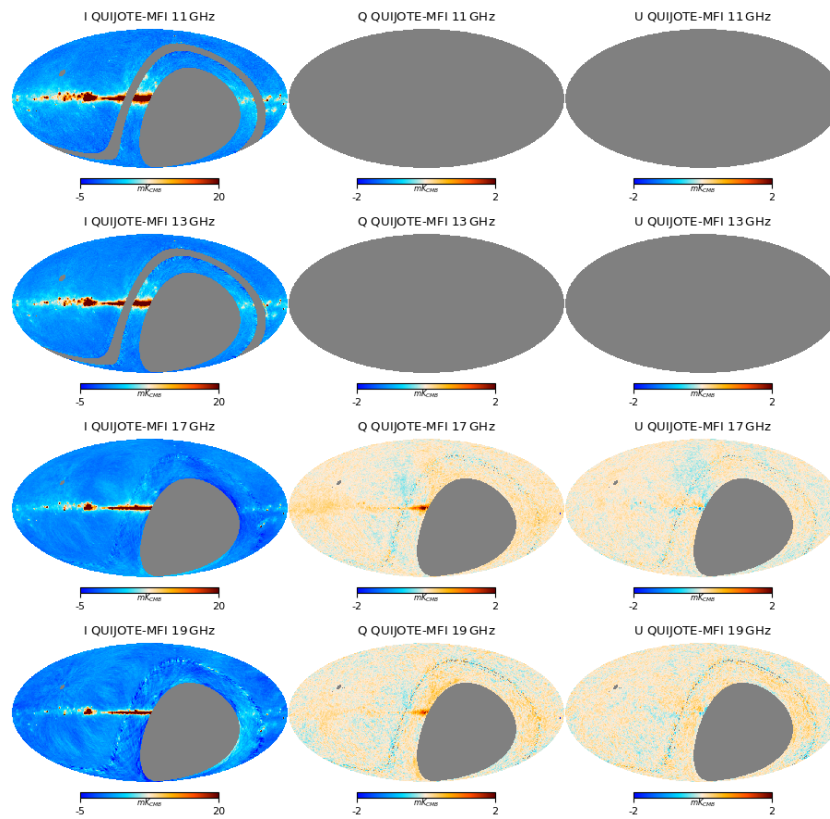 I QUIJOTE-MFI 11 GHz
Q QUIJOTE-MFI 11 GHz
U QUIJOTE-MFI 11 GHz
-5 mK_CMB 20
-2 mK_CMB 2
-2 mK_CMB 2
I QUIJOTE-MFI 13 GHz
Q QUIJOTE-MFI 13 GHz
U QUIJOTE-MFI 13 GHz
-5 mK_CMB 20
-2 mK_CMB 2
-2 mK_CMB 2
I QUIJOTE-MFI 17 GHz
Q QUIJOTE-MFI 17 GHz
U QUIJOTE-MFI 17 GHz
-5 mK_CMB 20
-2 mK_CMB 2
-2 mK_CMB 2
I QUIJOTE-MFI 19 GHz
Q QUIJOTE-MFI 19 GHz
U QUIJOTE-MFI 19 GHz
-5 mK_CMB 20
-2 mK_CMB 2
-2 mK_CMB 2